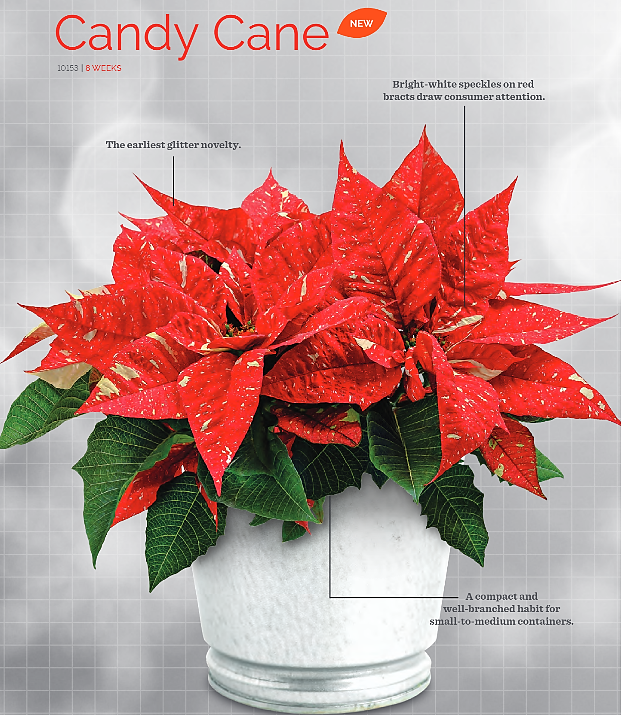 Candy Cane
NEW
10153 | 8 WEEKS
Bright-white speckles on red
bracts draw consumer attention.
The earliest glitter novelty.
A compact and
well-branched habit for
small-to-medium containers.